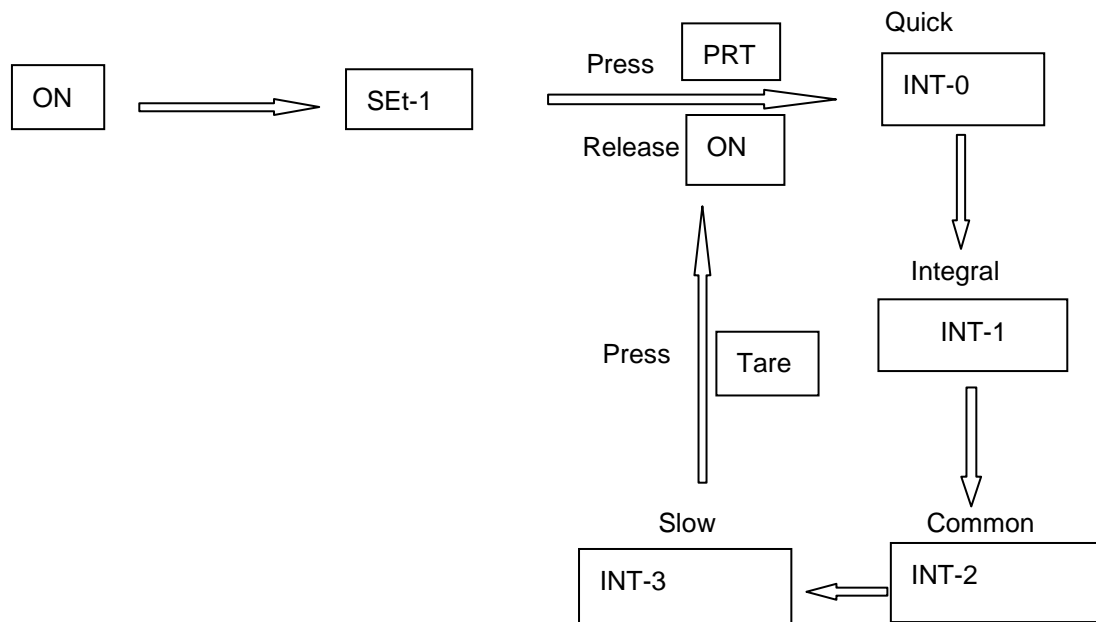 Quick
ON
SEt-1
Press
PRT
INT-0
Release
ON
Integral
INT-1
Press
Tare
Slow
Common
INT-3
INT-2